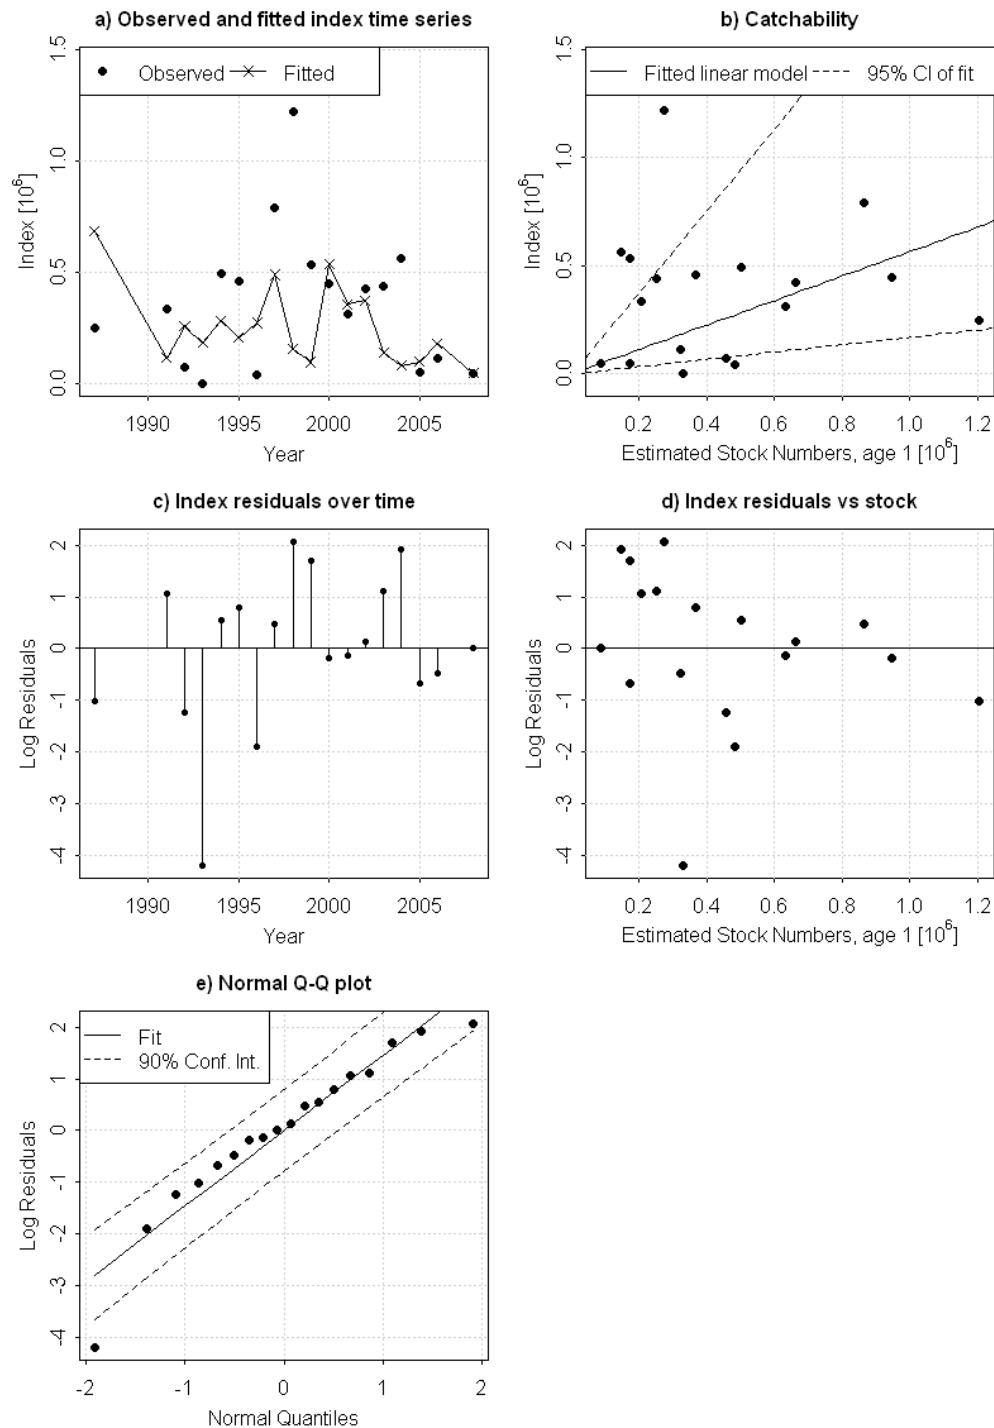 a) Observed and fitted index time series
Observed Fitted
1.5
1.0
0.5
0.0
Index [10^6]
1990 1995 2000 2005
Year
b) Catchability
Fitted linear model 95% CI of fit
1.5
1.0
0.5
0.0
Index [10^6]
0.2 0.4 0.6 0.8 1.0 1.2
Estimated Stock Numbers, age 1 [10^6]
c) Index residuals over time
2
1
0
-1
-2
-3
-4
Log Residuals
1990 1995 2000 2005
Year
d) Index residuals vs stock
2
1
0
-1
-2
-3
-4
Log Residuals
0.2 0.4 0.6 0.8 1.0 1.2
Estimated Stock Numbers, age 1 [10^6]
e) Normal Q-Q plot
Fit
90% Conf. Int.
2
1
0
-1
-2
-3
-4
Log Residuals
-2 -1 0 1 2
Normal Quantiles